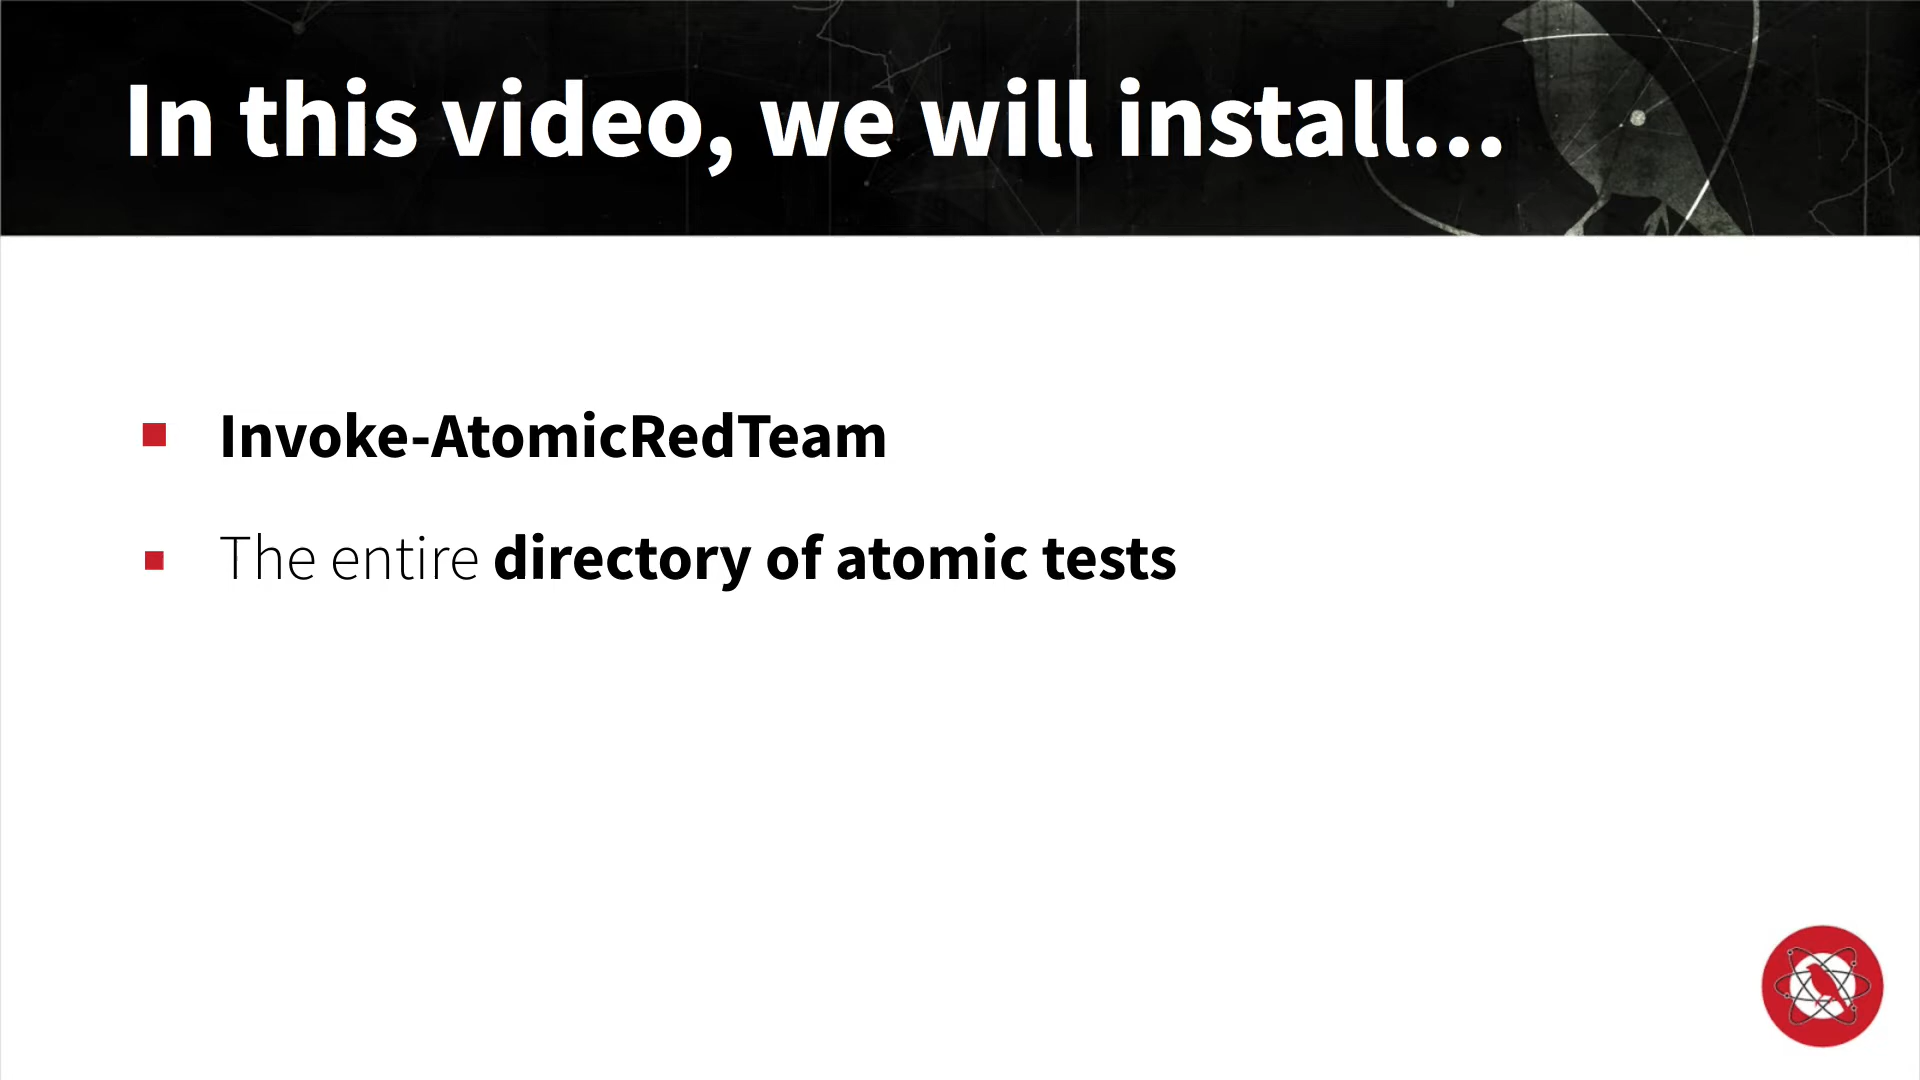 In this video, we will install...
Invoke-AtomicRedTeam
The entire directory of atomic tests